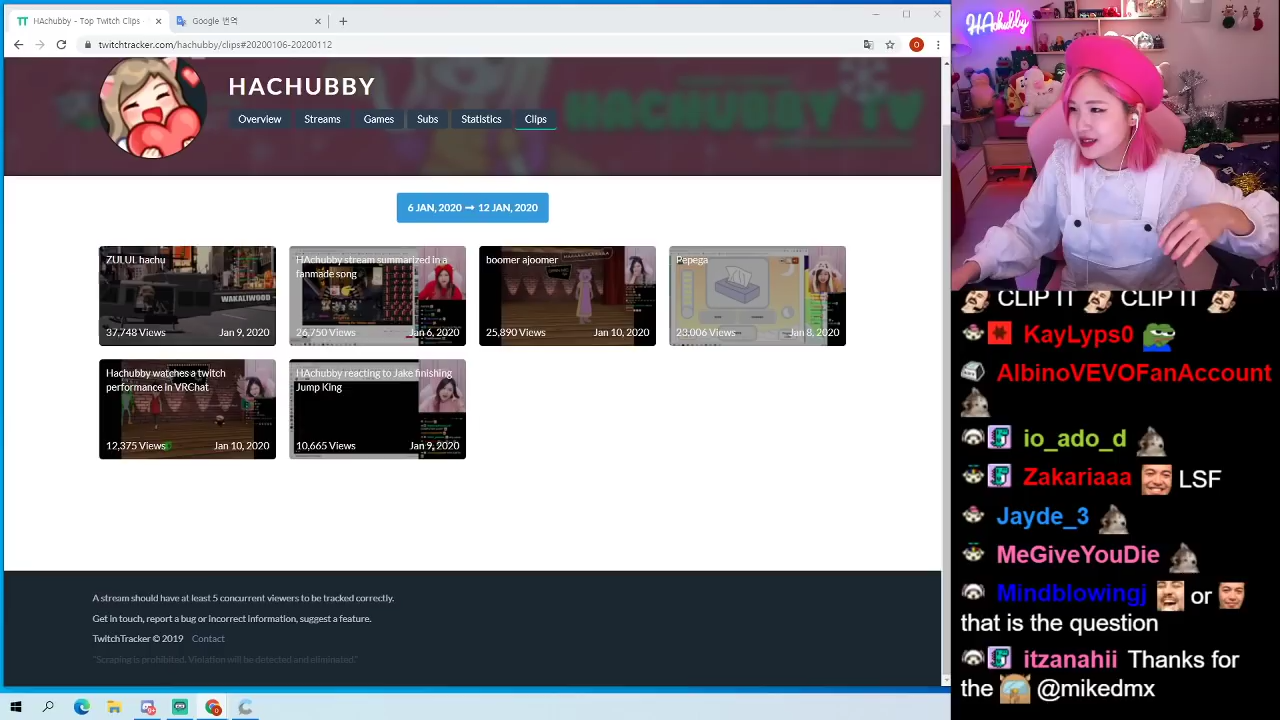 HAchubby - Top Twitch Clips -
Google 번역
twitchtracker.com/hachubby/clips#20200106-20200112
O
HAchubby
HACHUBBY
HACHUBBY TV
Overview Streams Games Subs Statistics Clips
6 JAN, 2020 ➞ 12 JAN, 2020
ZULUL hachu
WAKALIWOOD
37,748 Views Jan 9, 2020
HAchubby stream summarized in a
fanmade song
26,750 Views Jan 6, 2020
boomer ajoomer
25,890 Views Jan 10, 2020
Pepega
23,006 Views Jan 8, 2020
Hachubby watches a twitch
performance in VRChat
12,375 Views Jan 10, 2020
HAchubby reacting to Jake finishing
Jump King
10,665 Views Jan 9, 2020
A stream should have at least 5 concurrent viewers to be tracked correctly.
Get in touch, report a bug or incorrect information, suggest a feature.
TwitchTracker © 2019 Contact
"Scraping is prohibited. Violation will be detected and eliminated."
CLIP IT CLIP IT
KayLyps0
AlbinoVEVOFanAccount
io_ado_d
Zakariaaa LSF
Jayde_3
MeGiveYouDie
Mindblowingj or
that is the question
itzanahii Thanks for
the @mikedmx